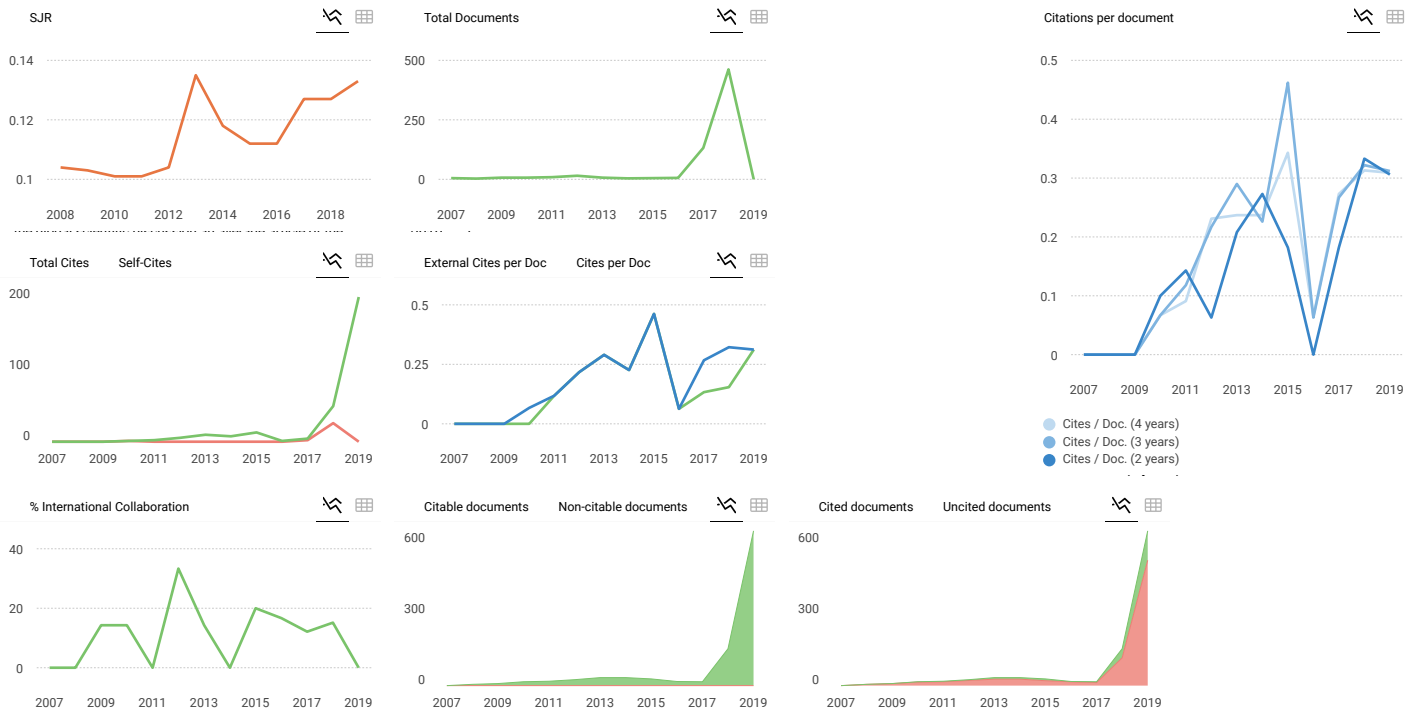 SJR
0.14
0.12
0.1
2008 2010 2012 2014 2016 2018
Total Documents
500
250
0
2007 2009 2011 2013 2015 2017 2019
Citations per document
0.5
0.4
0.3
0.2
0.1
0
2007 2009 2011 2013 2015 2017 2019
Cites / Doc. (4 years)
Cites / Doc. (3 years)
Cites / Doc. (2 years)
Total Cites Self-Cites
200
100
0
2007 2009 2011 2013 2015 2017 2019
External Cites per Doc Cites per Doc
0.5
0.25
0
2007 2009 2011 2013 2015 2017 2019
% International Collaboration
40
20
0
2007 2009 2011 2013 2015 2017 2019
Citable documents Non-citable documents
600
300
0
2007 2009 2011 2013 2015 2017 2019
Cited documents Uncited documents
600
300
0
2007 2009 2011 2013 2015 2017 2019